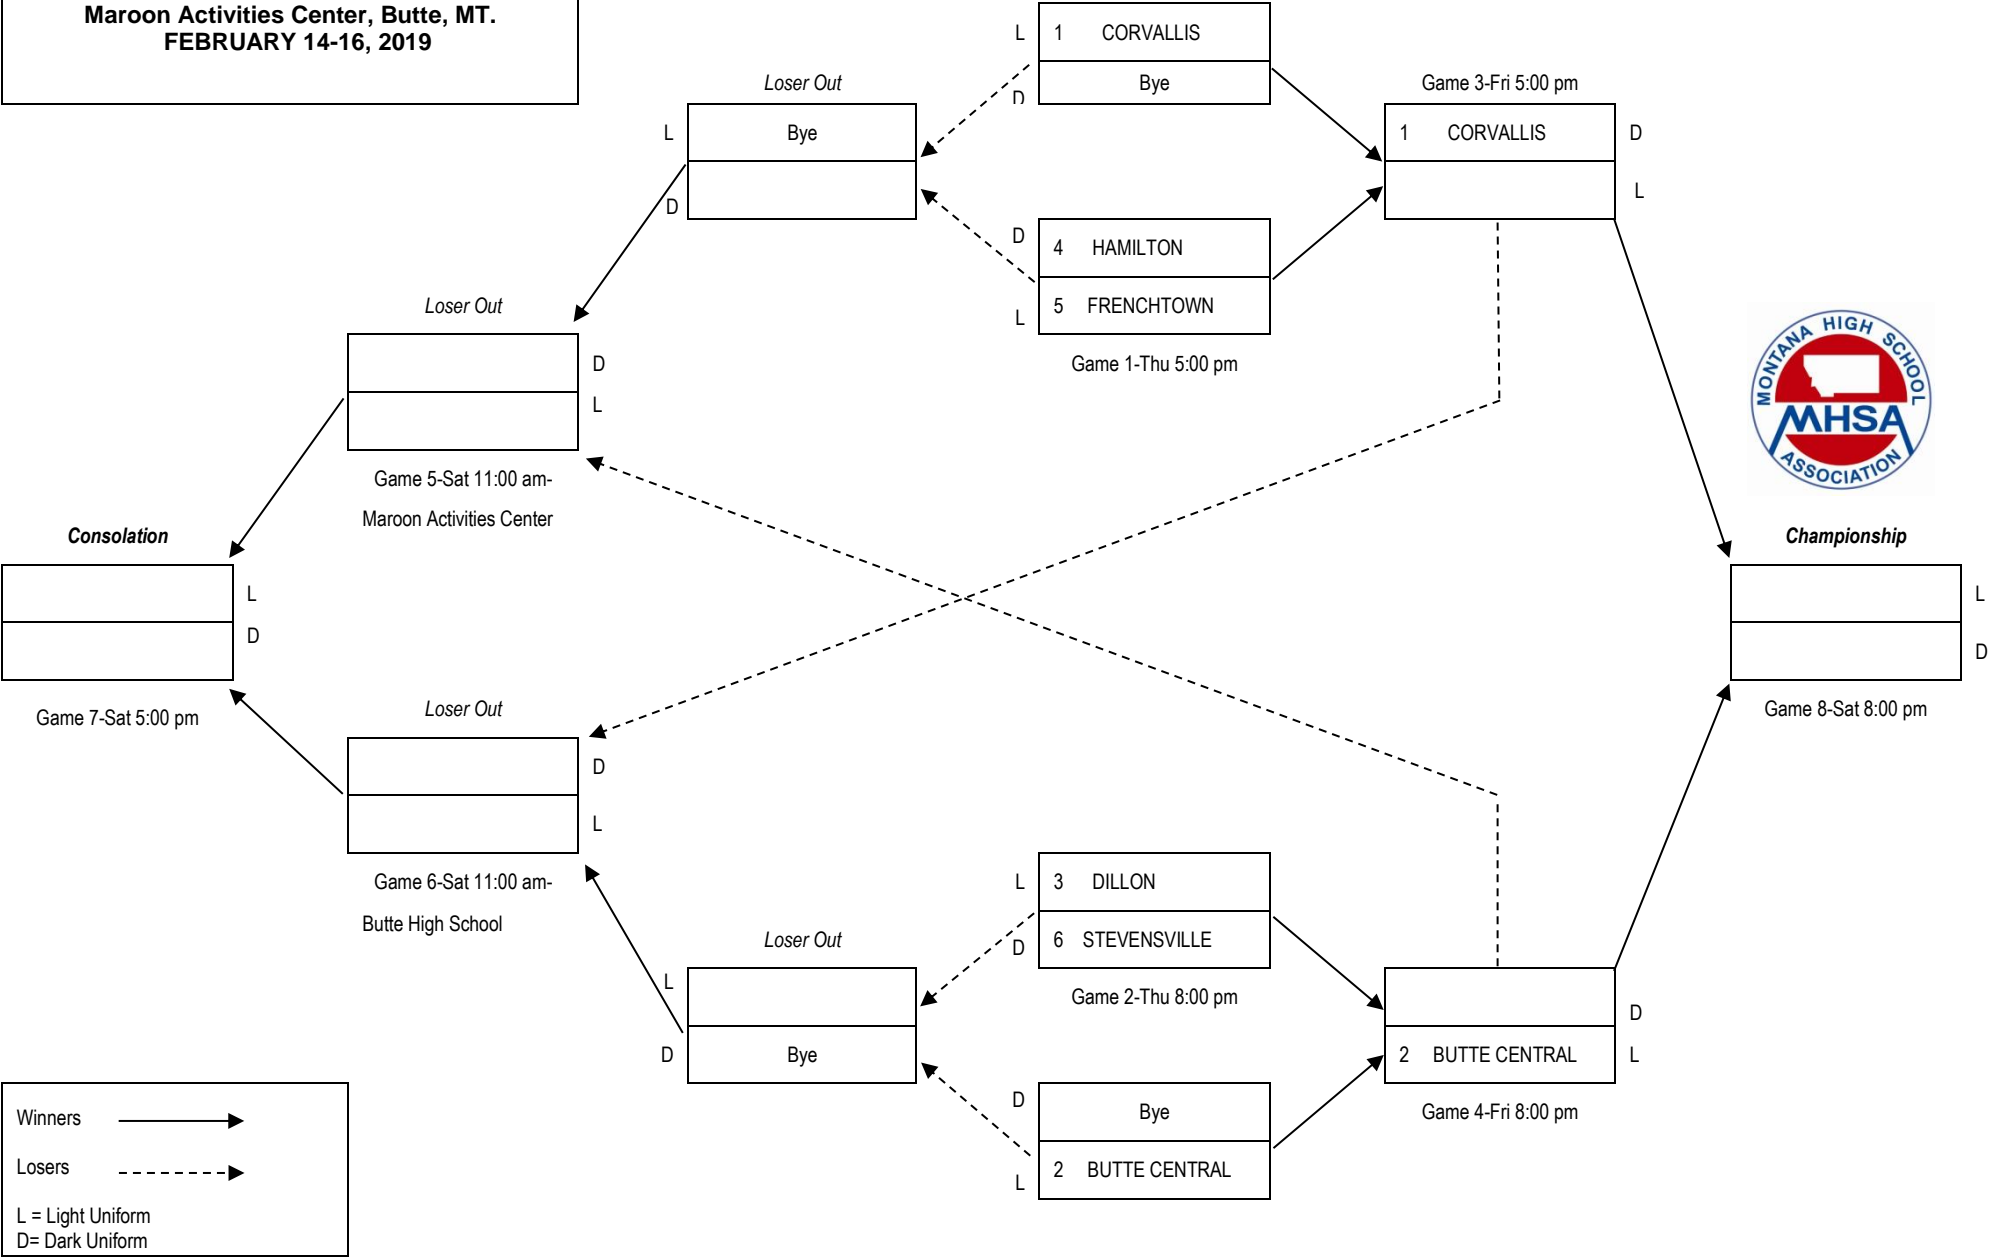 Maroon Activities Center, Butte, MT.
FEBRUARY 14-16, 2019
L
1 CORVALLIS
D
Bye
Loser Out
L
Bye
D
Game 3-Fri 5:00 pm
1 CORVALLIS
D
L
D
4 HAMILTON
L
5 FRENCHTOWN
Game 1-Thu 5:00 pm
Loser Out
D
L
Game 5-Sat 11:00 am-
Maroon Activities Center
MONTANA HIGH SCHOOL
MHSA
ASSOCIATION
Consolation
L
D
Game 7-Sat 5:00 pm
Championship
L
D
Game 8-Sat 8:00 pm
Loser Out
D
L
Game 6-Sat 11:00 am-
Butte High School
L
3 DILLON
D
6 STEVENSVILLE
Game 2-Thu 8:00 pm
Loser Out
L
D
Bye
D
2 BUTTE CENTRAL
L
Game 4-Fri 8:00 pm
D
Bye
L
2 BUTTE CENTRAL
Winners
Losers
L = Light Uniform
D= Dark Uniform